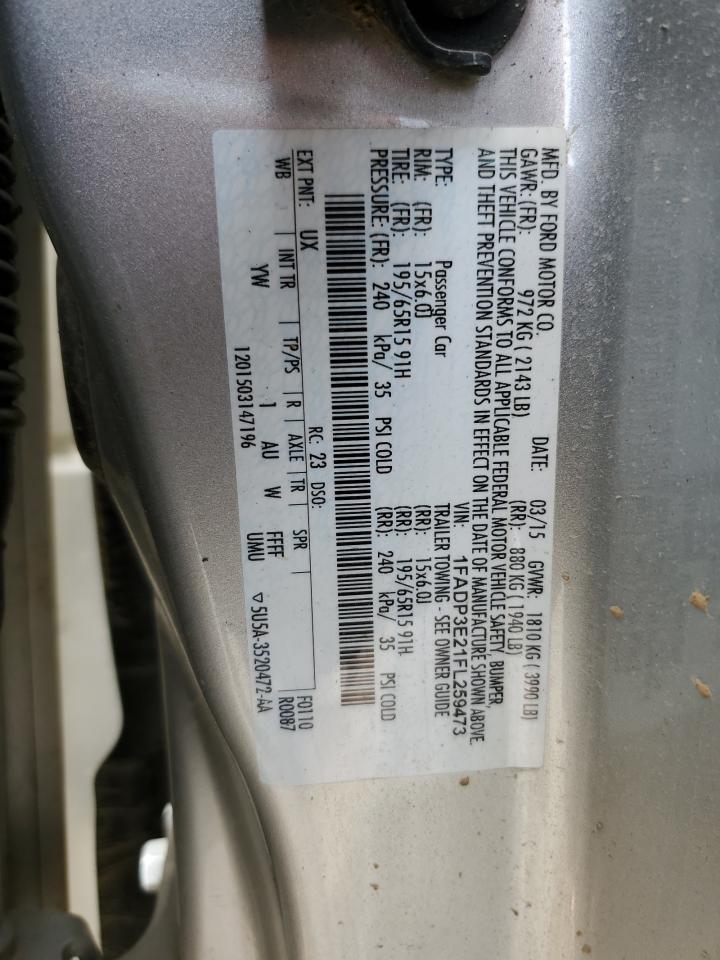 MFD. BY FORD MOTOR CO.
DATE: 03/15 GVWR: 1810 KG ( 3990 LB)
GAWR: (FR): 972 KG ( 2143 LB) (RR): 880 KG ( 1940 LB)
THIS VEHICLE CONFORMS TO ALL APPLICABLE FEDERAL MOTOR VEHICLE SAFETY, BUMPER,
AND THEFT PREVENTION STANDARDS IN EFFECT ON THE DATE OF MANUFACTURE SHOWN ABOVE.
VIN: 1FADP3E21FL259473
TYPE: Passenger Car TRAILER TOWING - SEE OWNER GUIDE
RIM: (FR): 15x6.0J (RR): 15x6.0J
TIRE: (FR): 195/65R15 91H (RR): 195/65R15 91H
PRESSURE: (FR): 240 kPa/ 35 PSI COLD (RR): 240 kPa/ 35 PSI COLD
EXT PNT: UX RC: 23 DSO: F0110
WB | INT TR | TP/PS | R | AXLE | TR | SPR R0087
YW 1 AU W FFFF ▽5U5A-3520472-AA
1201503147196 UMU